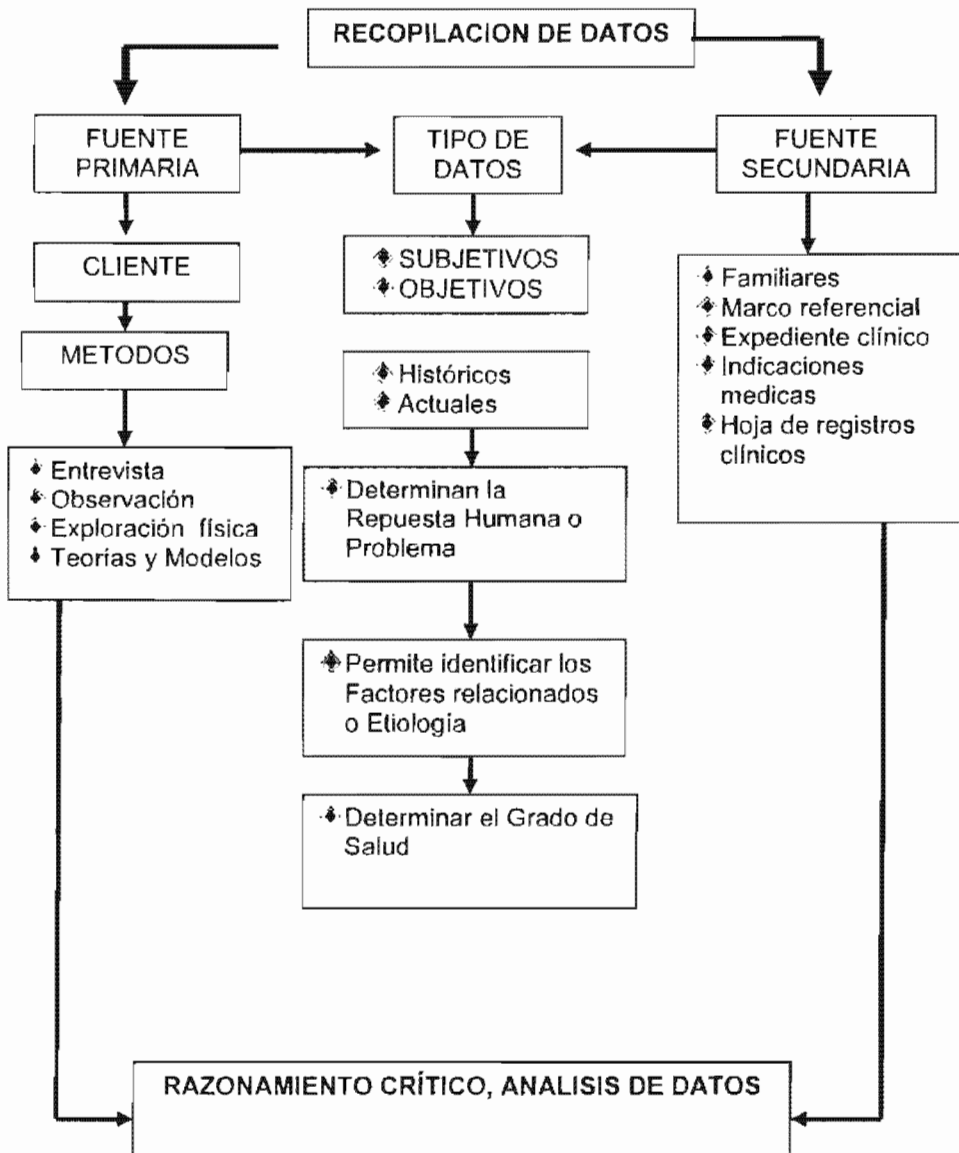 RECOPILACION DE DATOS
FUENTE
PRIMARIA
TIPO DE
DATOS
FUENTE
SECUNDARIA
CLIENTE
METODOS
Entrevista
Observación
Exploración física
Teorías y Modelos
SUBJETIVOS
OBJETIVOS
Históricos
Actuales
Determinan la
Repuesta Humana o
Problema
Permite identificar los
Factores relacionados
o Etiología
Determinar el Grado de
Salud
Familiares
Marco referencial
Expediente clínico
Indicaciones
medicas
Hoja de registros
clínicos
RAZONAMIENTO CRÍTICO, ANALISIS DE DATOS